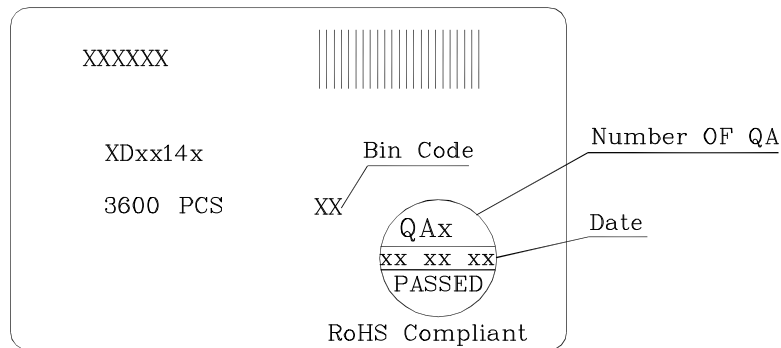 XXXXXX
Number OF QA
XDxx14x
Bin Code
3600 PCS
XX
Date
QAx
xx xx xx
PASSED
RoHS Compliant